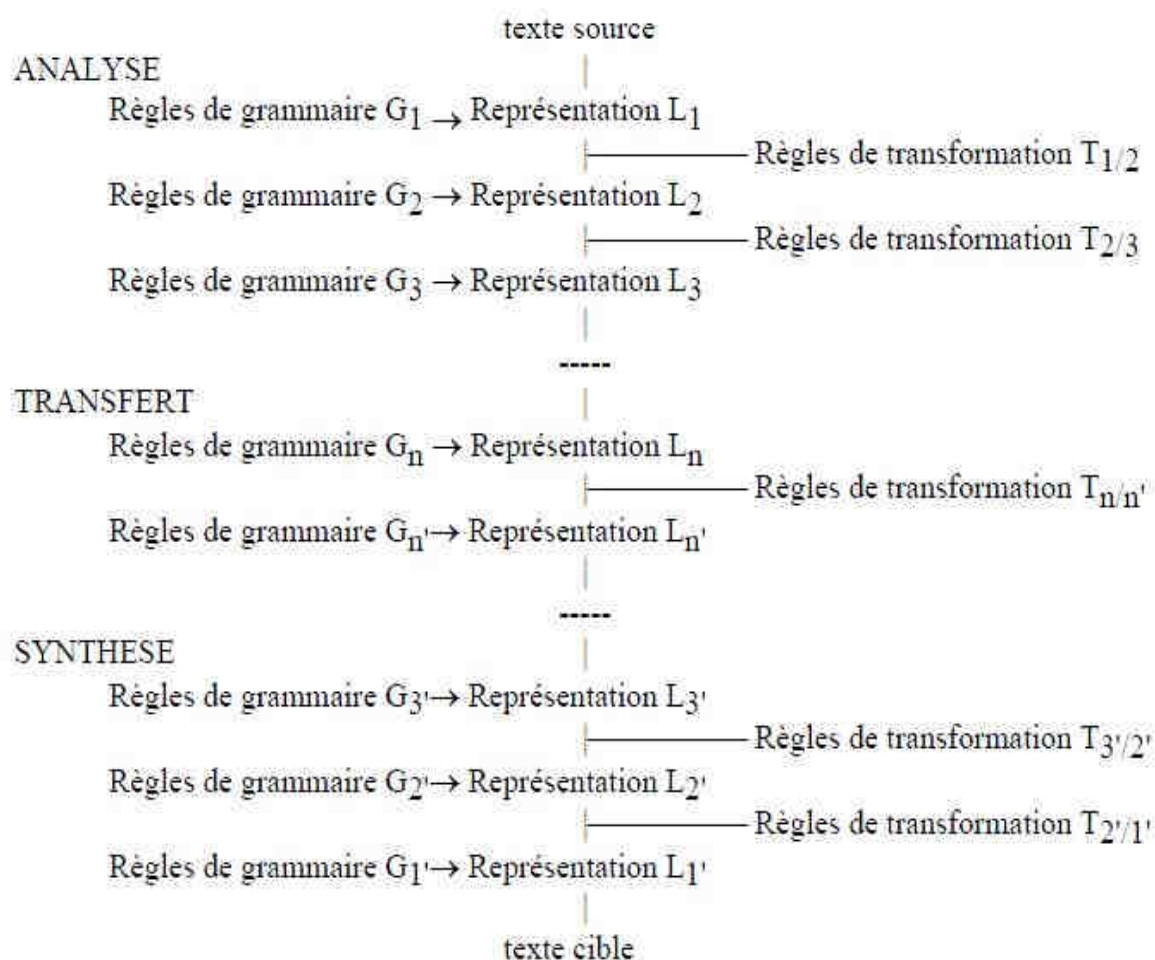 texte source
ANALYSE
Règles de grammaire G1 → Représentation L1
Règles de transformation T1/2
Règles de grammaire G2 → Représentation L2
Règles de transformation T2/3
Règles de grammaire G3 → Représentation L3
-----
TRANSFERT
Règles de grammaire Gn → Représentation Ln
Règles de transformation Tn/n'
Règles de grammaire Gn' → Représentation Ln'
-----
SYNTHESE
Règles de grammaire G3' → Représentation L3'
Règles de transformation T3'/2'
Règles de grammaire G2' → Représentation L2'
Règles de transformation T2'/1'
Règles de grammaire G1' → Représentation L1'
texte cible